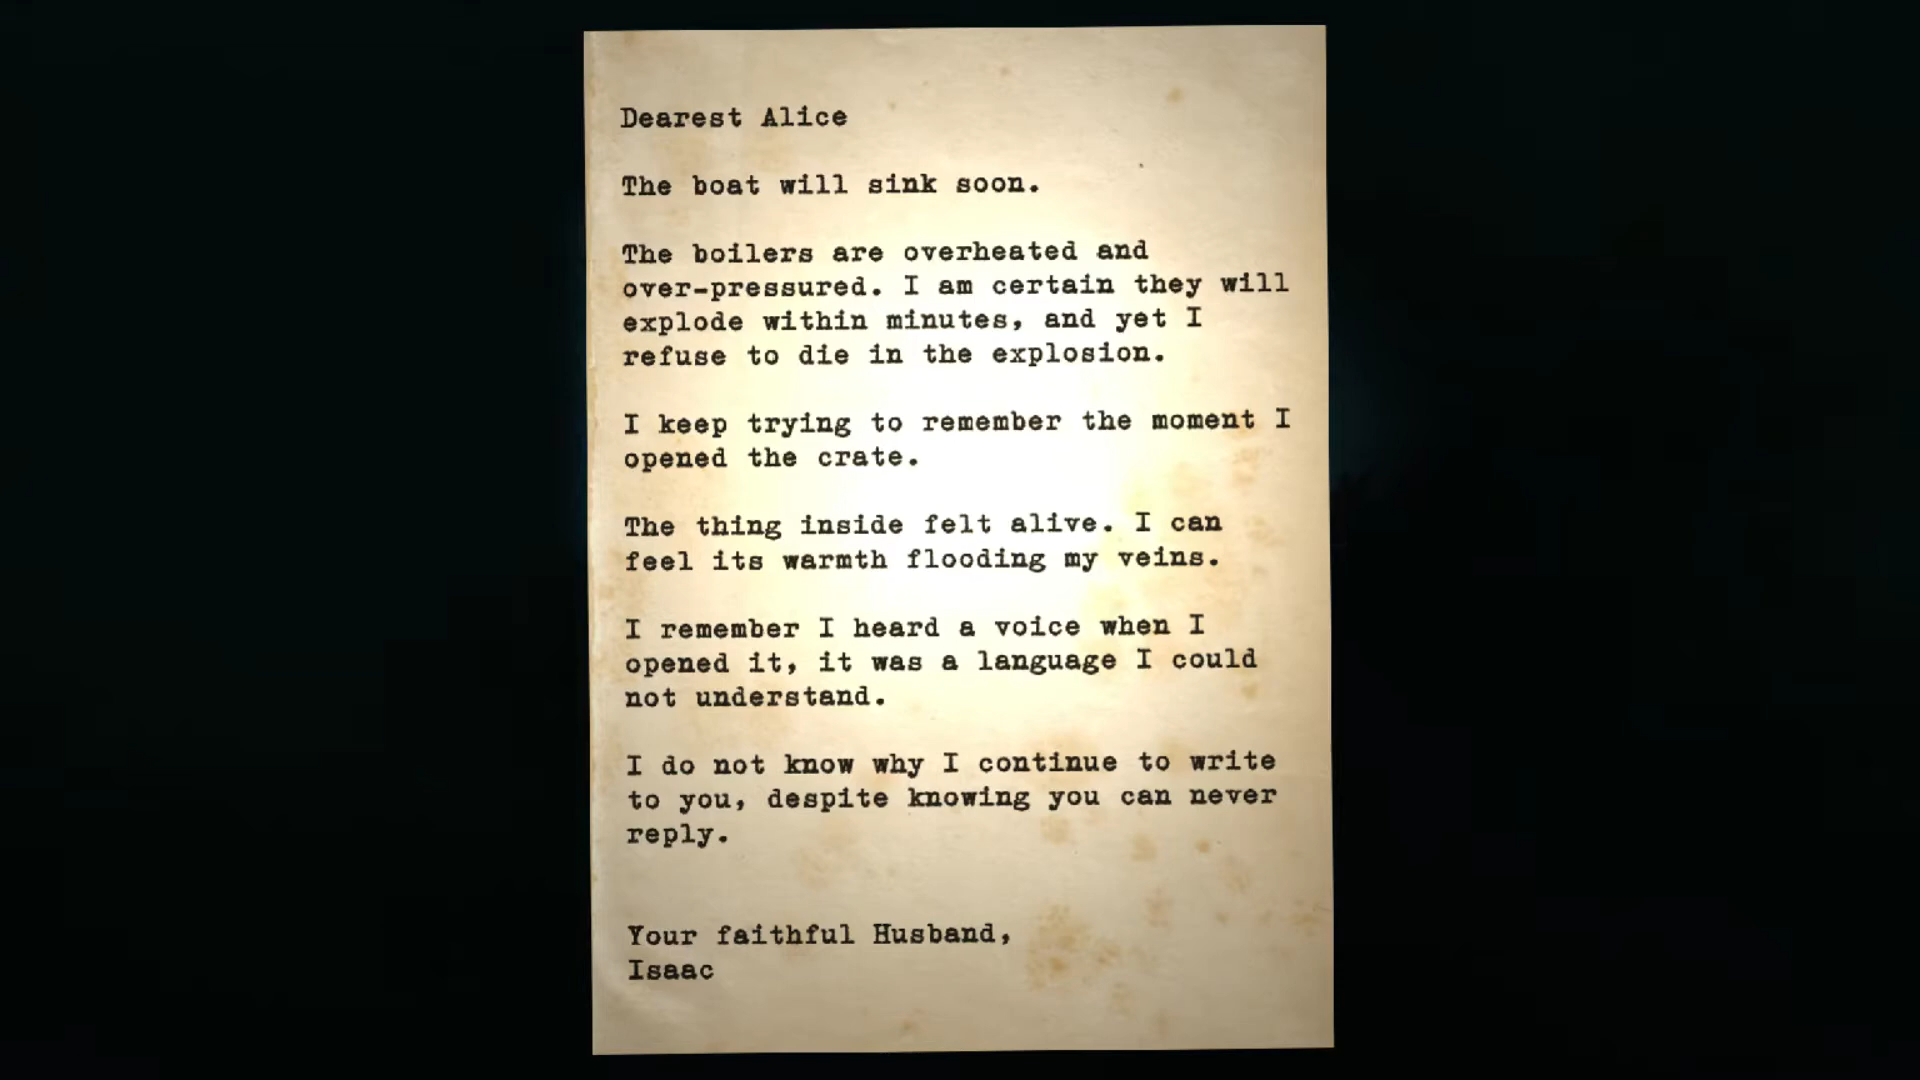 Dearest Alice
The boat will sink soon.
The boilers are overheated and
over-pressured. I am certain they will
explode within minutes, and yet I
refuse to die in the explosion.
I keep trying to remember the moment I
opened the crate.
The thing inside felt alive. I can
feel its warmth flooding my veins.
I remember I heard a voice when I
opened it, it was a language I could
not understand.
I do not know why I continue to write
to you, despite knowing you can never
reply.
Your faithful Husband,
Isaac